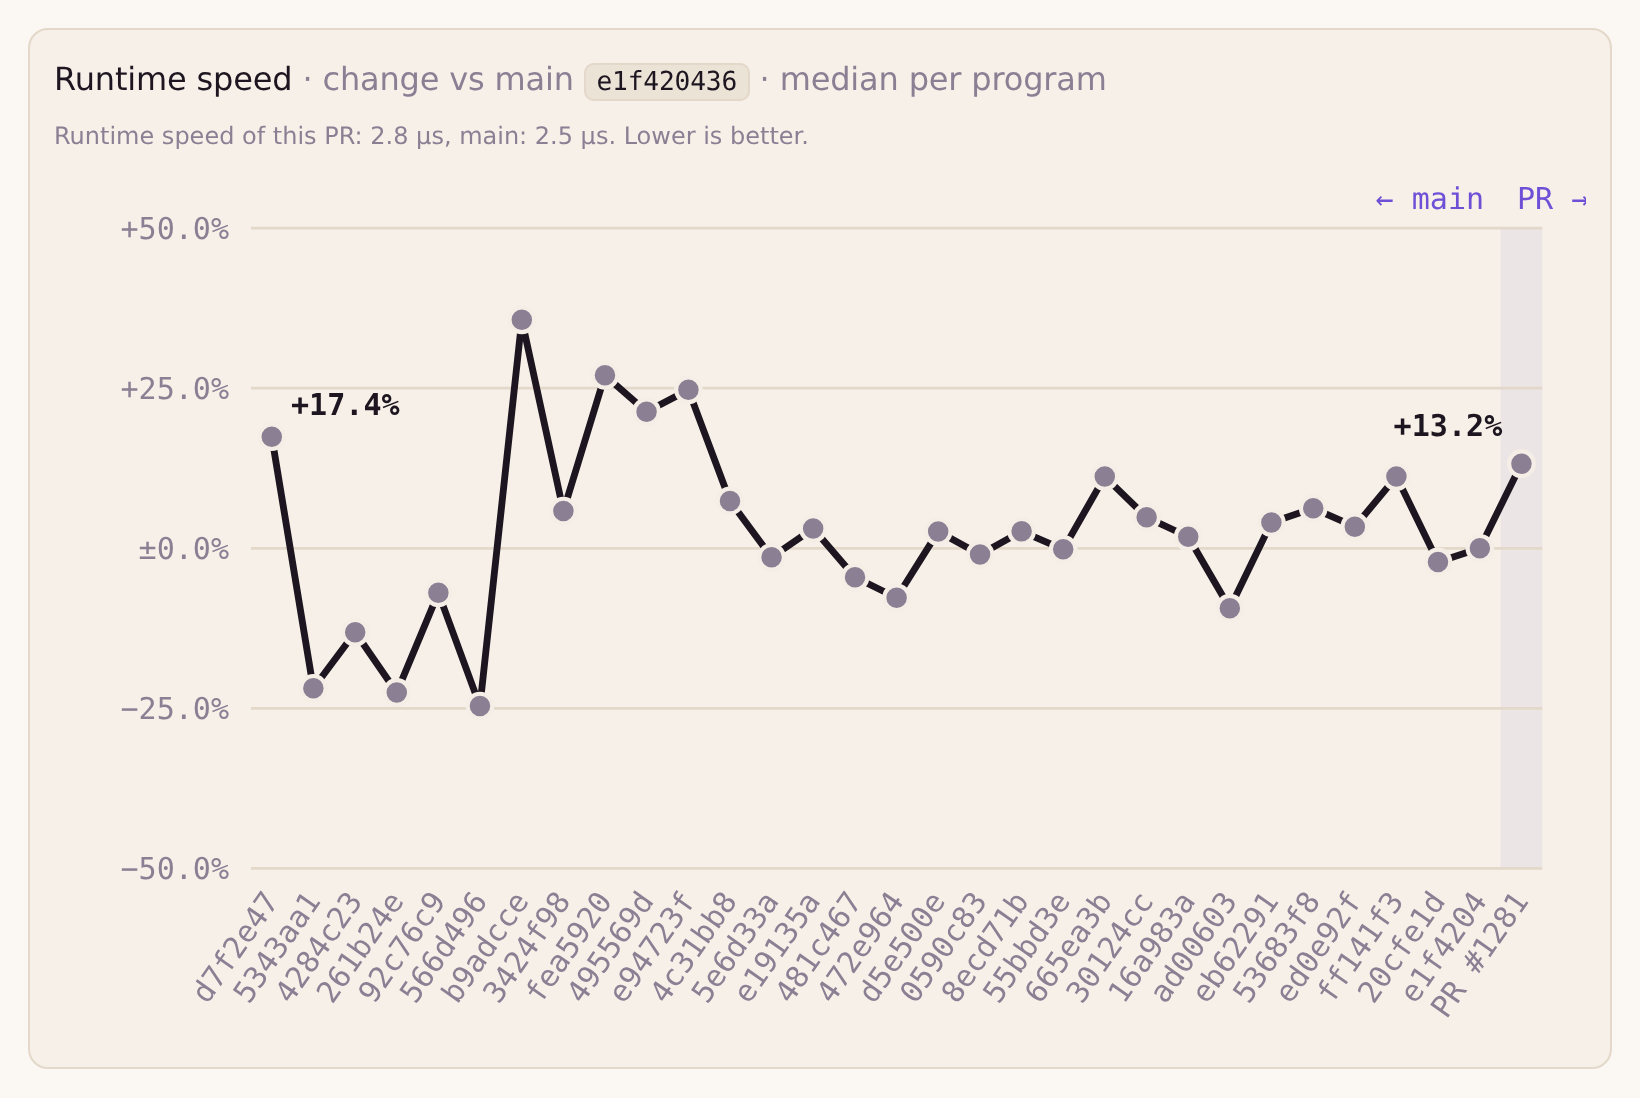 Runtime speed · change vs main e1f420436 · median per program
Runtime speed of this PR: 2.8 µs, main: 2.5 µs. Lower is better.
← main PR →
+50.0%
+25.0%
+17.4%
+13.2%
±0.0%
−25.0%
−50.0%
d7f2e47
5343aa1
4284c23
261b24e
92c76c9
566d496
b9adcce
3424f98
fea5920
495569d
e94723f
4c31bb8
5e6d33a
e19135a
481c467
472e964
d5e500e
0590c83
8ecd71b
55bbd3e
665ea3b
30124cc
16a983a
ad00603
eb62291
53683f8
ed0e92f
ff141f3
20cfe1d
e1f4204
PR #1281